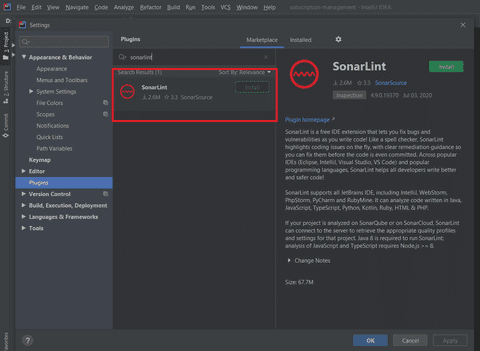 File Edit View Navigate Code Analyze Refactor Build Run Tools VCS Window Help
subscription-management - IntelliJ IDEA
Settings
Appearance & Behavior
Appearance
Menus and Toolbars
System Settings
File Colors
Scopes
Notifications
Quick Lists
Path Variables
Keymap
Editor
Plugins
Version Control
Build, Execution, Deployment
Languages & Frameworks
Tools
Plugins
Marketplace
Installed
sonarlint
Search Results (1)
Sort By: Relevance
SonarLint
2.6M 3.3 SonarSource
Install
SonarLint
Install
2.6M 3.3 SonarSource
Inspection 4.9.0.19370 Jul 03, 2020
Plugin homepage
SonarLint is a free IDE extension that lets you fix bugs and
vulnerabilities as you write code! Like a spell checker, SonarLint
highlights coding issues on the fly, with clear remediation guidance so
you can fix them before the code is even committed. Across popular
IDEs (Eclipse, IntelliJ, Visual Studio, VS Code) and popular
programming languages, SonarLint helps all developers write better
and safer code!
SonarLint supports all JetBrains IDE, including IntelliJ, WebStorm,
PhpStorm, PyCharm and RubyMine. It can analyze code written in Java,
JavaScript, TypeScript, Python, Kotlin, Ruby, HTML & PHP.
If your project is analyzed on SonarQube or on SonarCloud, SonarLint
can connect to the server to retrieve the appropriate quality profiles
and settings for that project. Java 8 is required to run SonarLint,
analysis of JavaScript and TypeScript requires Node.js >= 8.
Change Notes
Size: 67.7M
OK
Cancel
Apply
1: Project
Z: Structure
Commit
Favorites